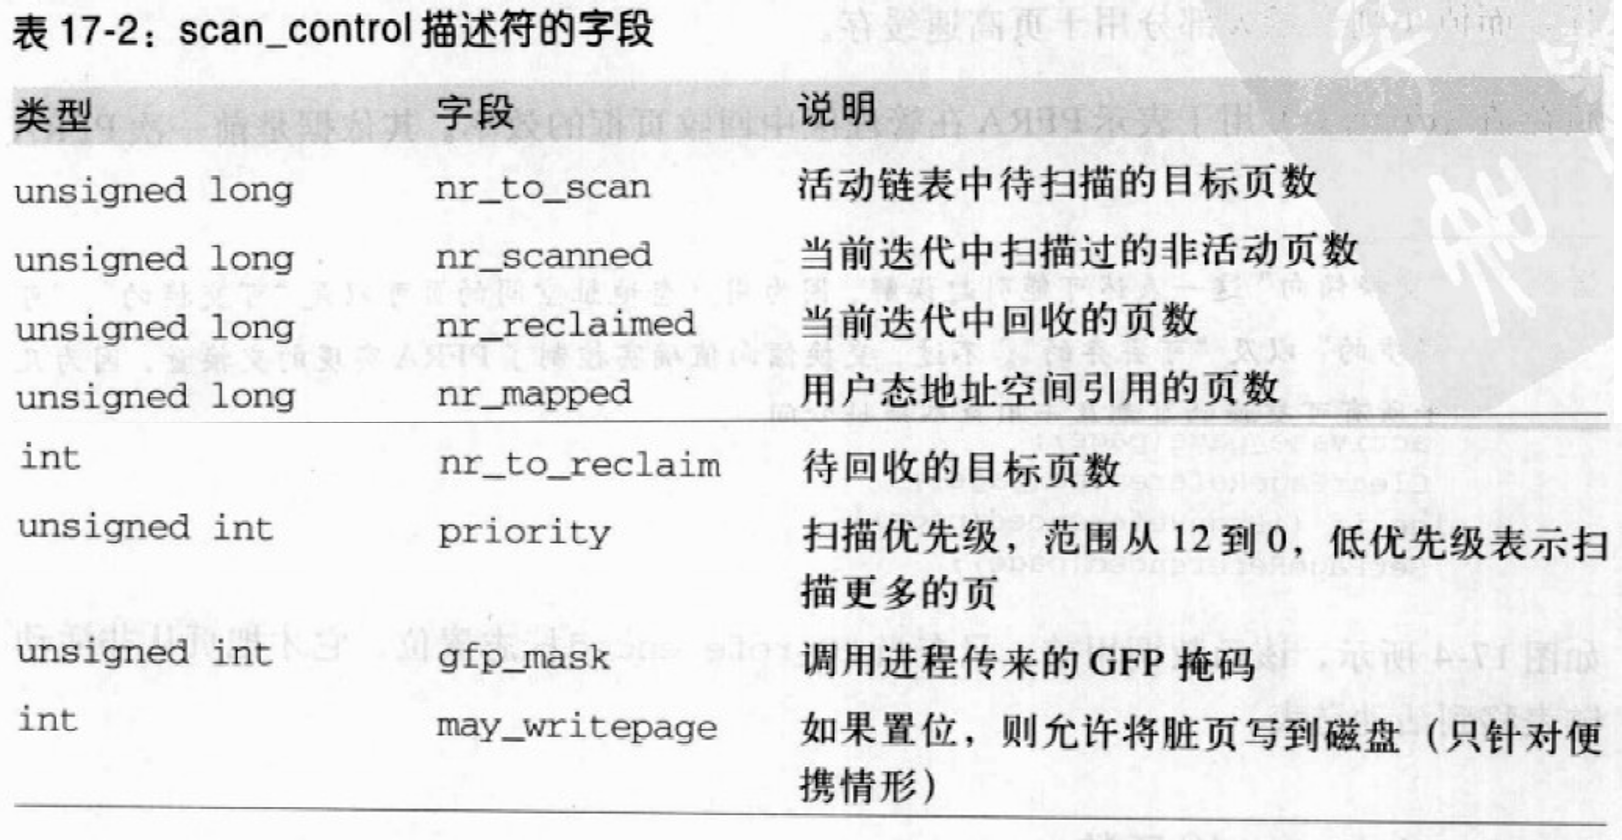 表 17-2：scan_control 描述符的字段
类型 字段 说明
unsigned long nr_to_scan 活动链表中待扫描的目标页数
unsigned long nr_scanned 当前迭代中扫描过的非活动页数
unsigned long nr_reclaimed 当前迭代中回收的页数
unsigned long nr_mapped 用户态地址空间引用的页数
int nr_to_reclaim 待回收的目标页数
unsigned int priority 扫描优先级，范围从 12 到 0，低优先级表示扫
描更多的页
unsigned int gfp_mask 调用进程传来的 GFP 掩码
int may_writepage 如果置位，则允许将脏页写到磁盘（只针对便
携情形）